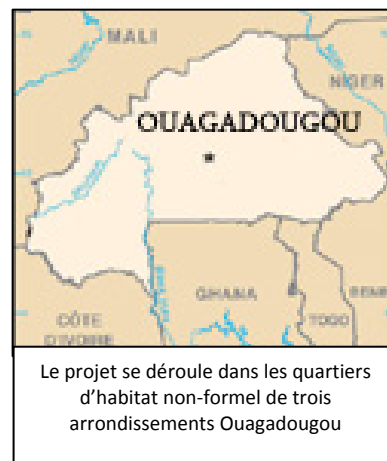 MALI
NIGER
OUAGADOUGOU
GHANA
CÔTE
D'IVOIRE
TOGO
Le projet se déroule dans les quartiers
d'habitat non-formel de trois
arrondissements Ouagadougou